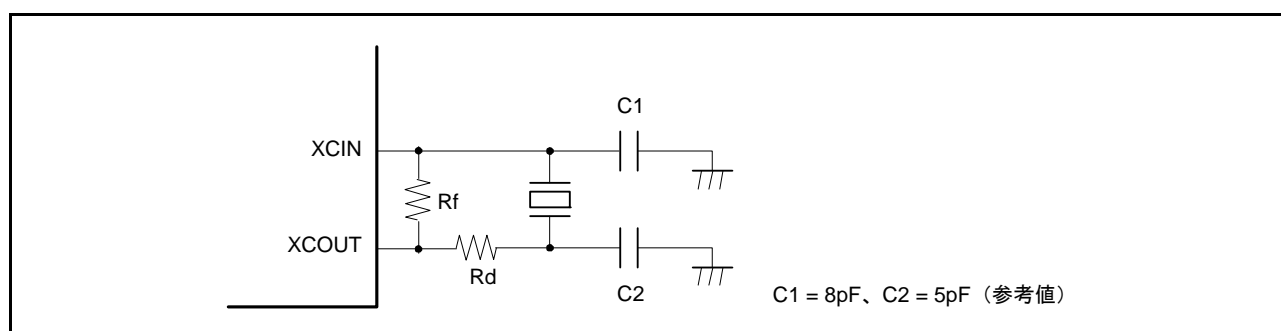 C1
XCIN
Rf
XCOUT
Rd
C2
C1 = 8pF、C2 = 5pF（参考値）